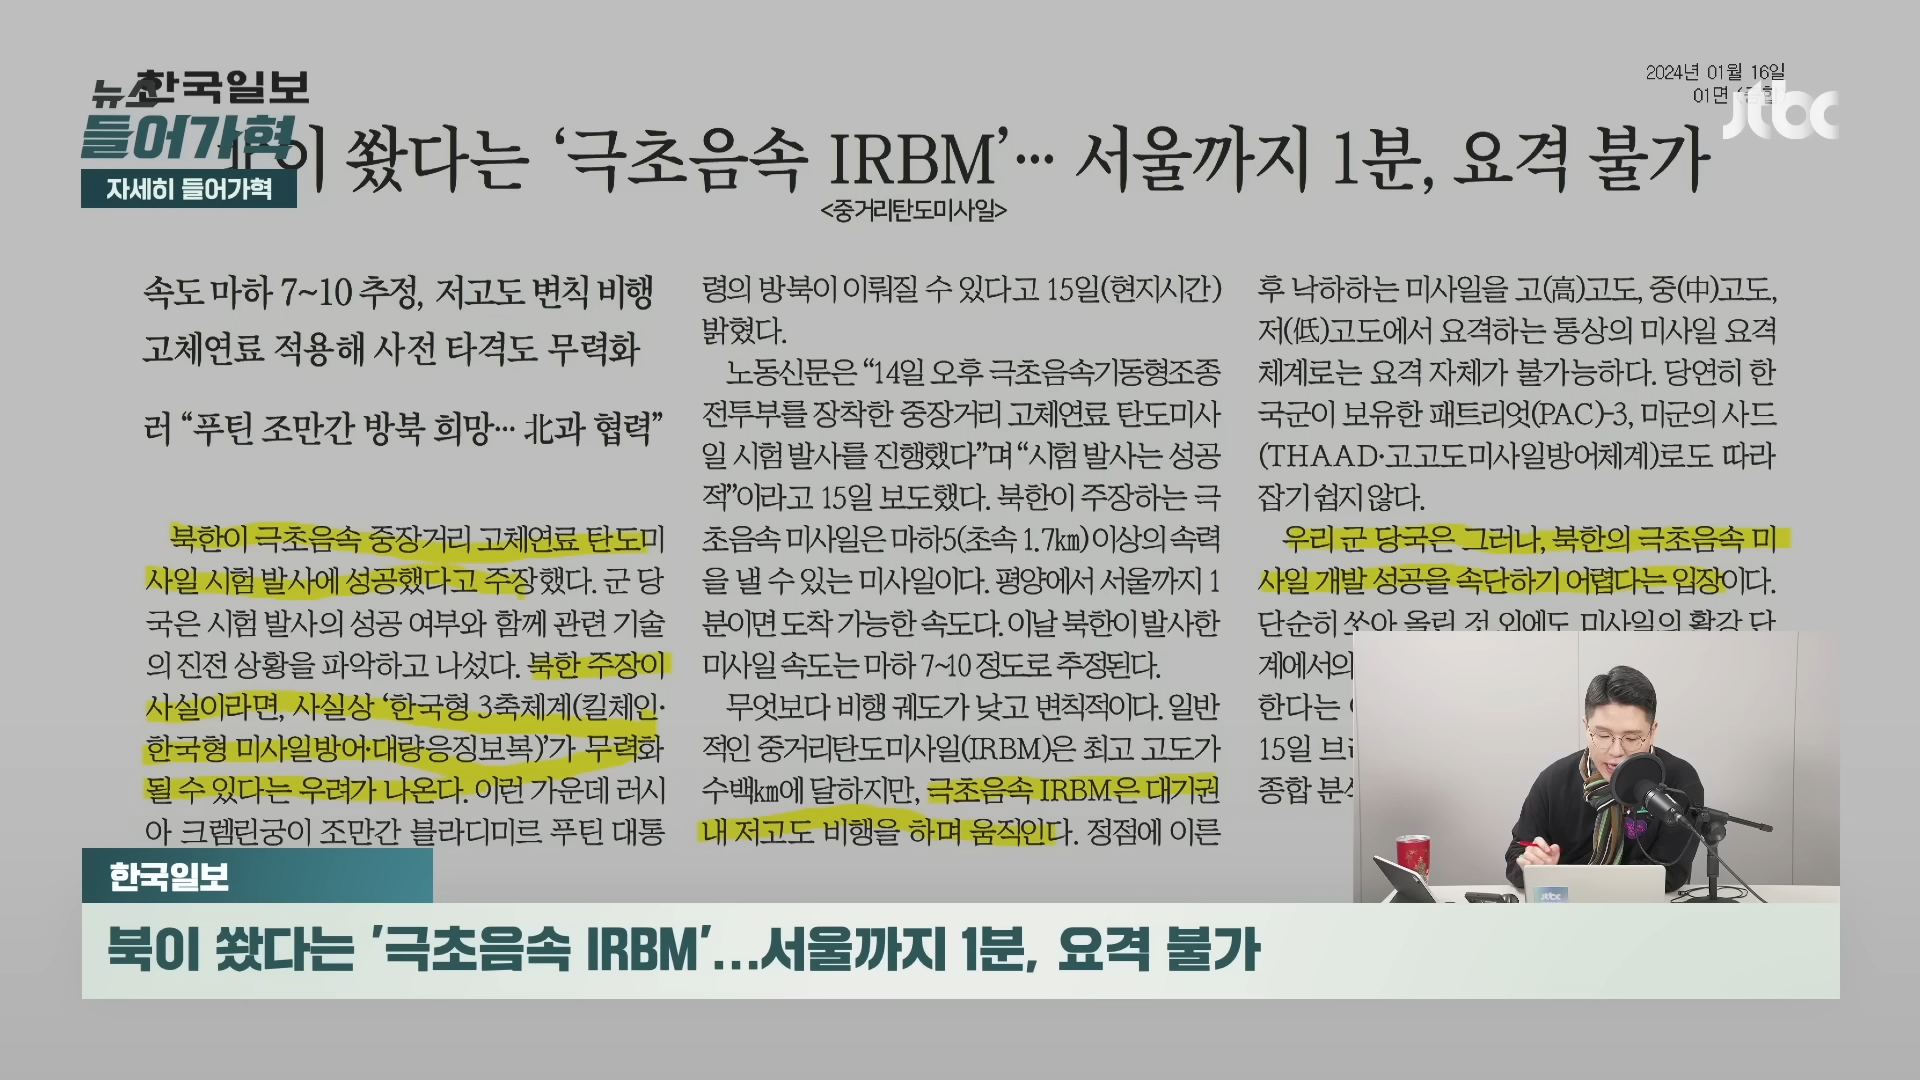 뉴스
들어가혁
자세히 들어가혁
한국일보
2024년 01월 16일
01면
jtbc
이 쐈다는 ‘극초음속 IRBM’… 서울까지 1분, 요격 불가
<중거리탄도미사일>
속도 마하 7~10 추정, 저고도 변칙 비행
고체연료 적용해 사전 타격도 무력화
러 “푸틴 조만간 방북 희망… 北과 협력”
북한이 극초음속 중장거리 고체연료 탄도미
사일 시험 발사에 성공했다고 주장했다. 군 당
국은 시험 발사의 성공 여부와 함께 관련 기술
의 진전 상황을 파악하고 나섰다. 북한 주장이
사실이라면, 사실상 ‘한국형 3축체계(킬체인·
한국형 미사일방어·대량응징보복)’가 무력화
될 수 있다는 우려가 나온다. 이런 가운데 러시
아 크렘린궁이 조만간 블라디미르 푸틴 대통
령의 방북이 이뤄질 수 있다고 15일(현지시간)
밝혔다.
노동신문은 “14일 오후 극초음속기동형조종
전투부를 장착한 중장거리 고체연료 탄도미사
일 시험 발사를 진행했다”며 “시험 발사는 성공
적”이라고 15일 보도했다. 북한이 주장하는 극
초음속 미사일은 마하5(초속 1.7㎞) 이상의 속력
을 낼 수 있는 미사일이다. 평양에서 서울까지 1
분이면 도착 가능한 속도다. 이날 북한이 발사한
미사일 속도는 마하 7~10 정도로 추정된다.
무엇보다 비행 궤도가 낮고 변칙적이다. 일반
적인 중거리탄도미사일(IRBM)은 최고 고도가
수백㎞에 달하지만, 극초음속 IRBM은 대기권
내 저고도 비행을 하며 움직인다. 정점에 이른
후 낙하하는 미사일을 고(高)고도, 중(中)고도,
저(低)고도에서 요격하는 통상의 미사일 요격
체계로는 요격 자체가 불가능하다. 당연히 한
국군이 보유한 패트리엇(PAC)-3, 미군의 사드
(THAAD·고고도미사일방어체계)로도 따라
잡기 쉽지 않다.
우리 군 당국은 그러나, 북한의 극초음속 미
사일 개발 성공을 속단하기 어렵다는 입장이다.
단순히 쏘아 올린 것 외에도 미사일의 활강 단
계에서의
한다는
15일 브
종합 분
한국일보
북이 쐈다는 '극초음속 IRBM'...서울까지 1분, 요격 불가